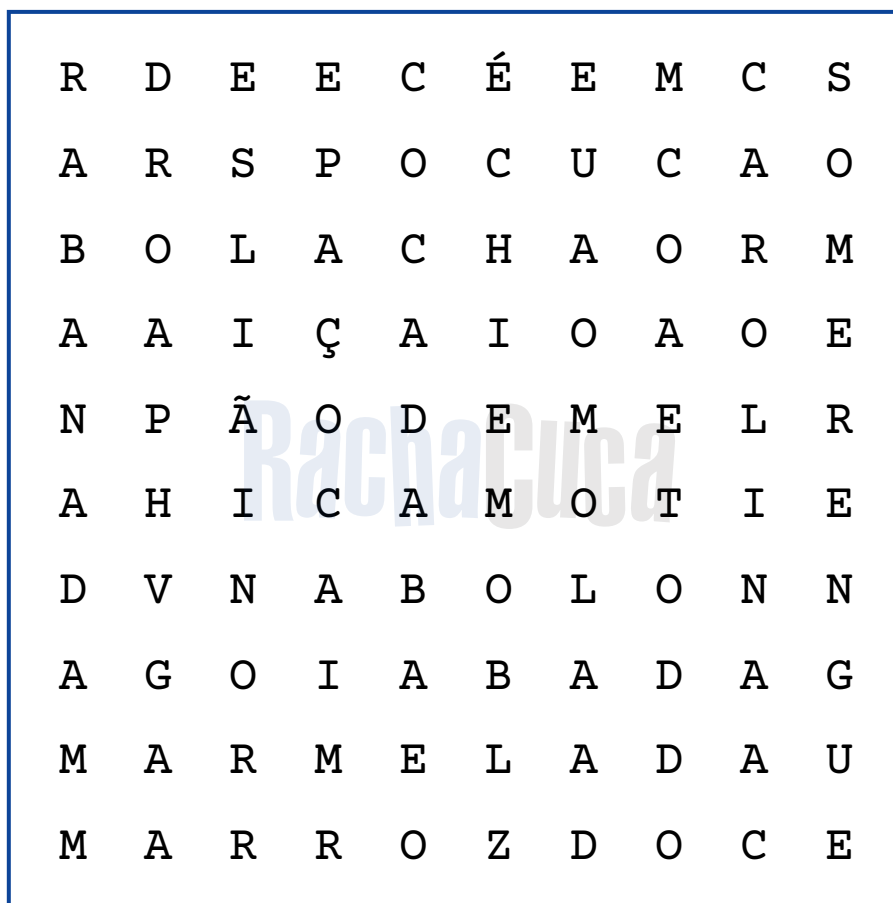 R D E E C É E M C S
A R S P O C U C A O
B O L A C H A O R M
A A I Ç A I O A O E
N P Ã O D E M E L R
A H I C A M O T I E
D V N A B O L O N N
A G O I A B A D A G
M A R M E L A D A U
M A R R O Z D O C E
RachaCuca